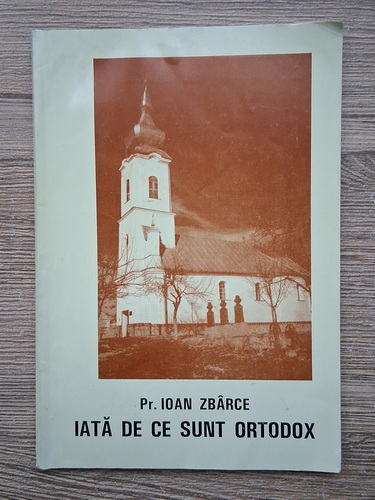 Pr. IOAN ZBÂRCE
IATĂ DE CE SUNT ORTODOX